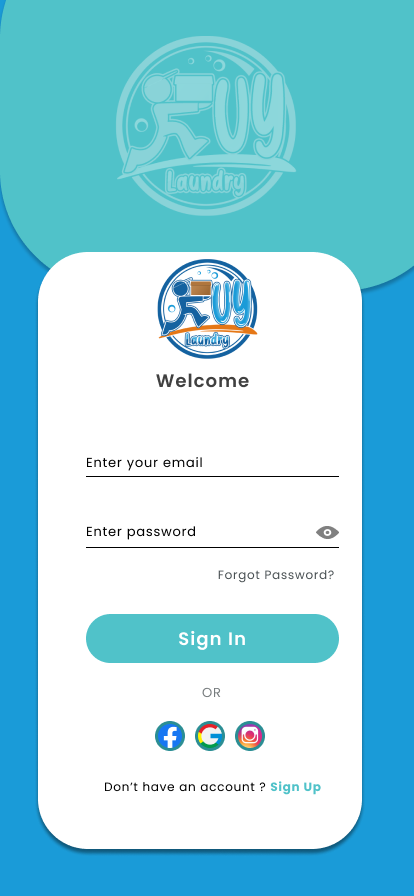 UY
Laundry
UY
Laundry
Welcome
Enter your email
Enter password
Forgot Password?
Sign In
OR
Don’t have an account ? Sign Up